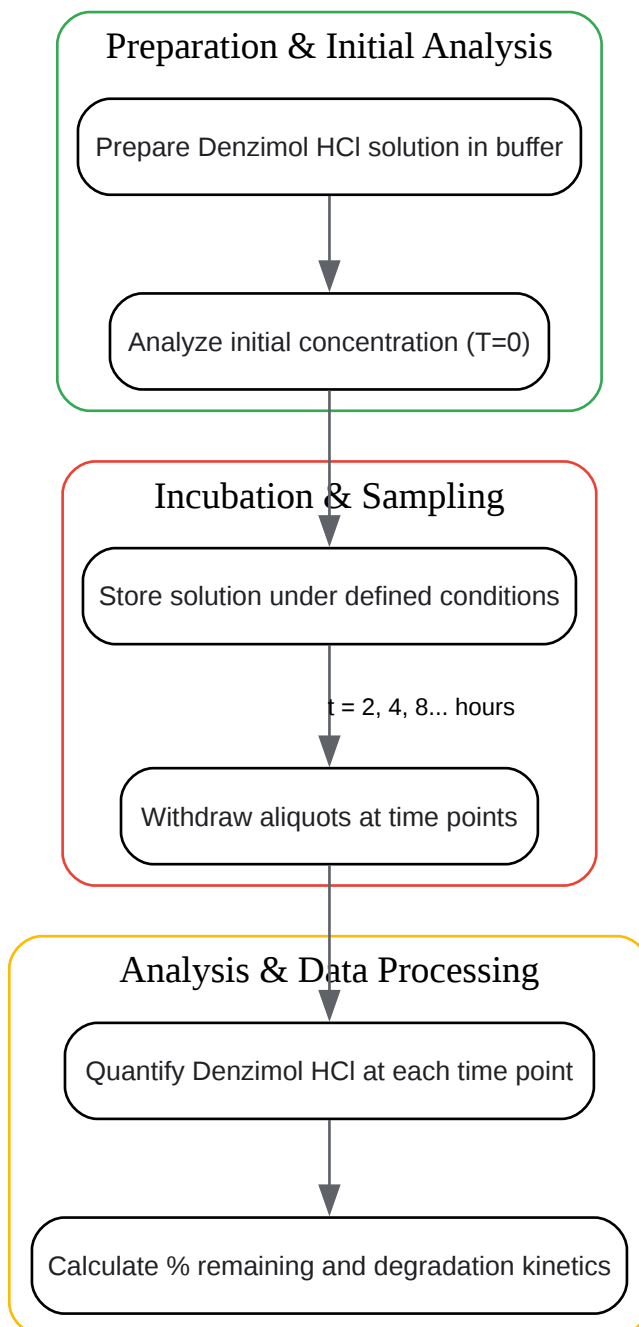 Preparation & Initial Analysis
Prepare Denzimol HCl solution in buffer
Analyze initial concentration (T=0)
Incubation & Sampling
Store solution under defined conditions
t = 2, 4, 8... hours
Withdraw aliquots at time points
Analysis & Data Processing
Quantify Denzimol HCl at each time point
Calculate % remaining and degradation kinetics